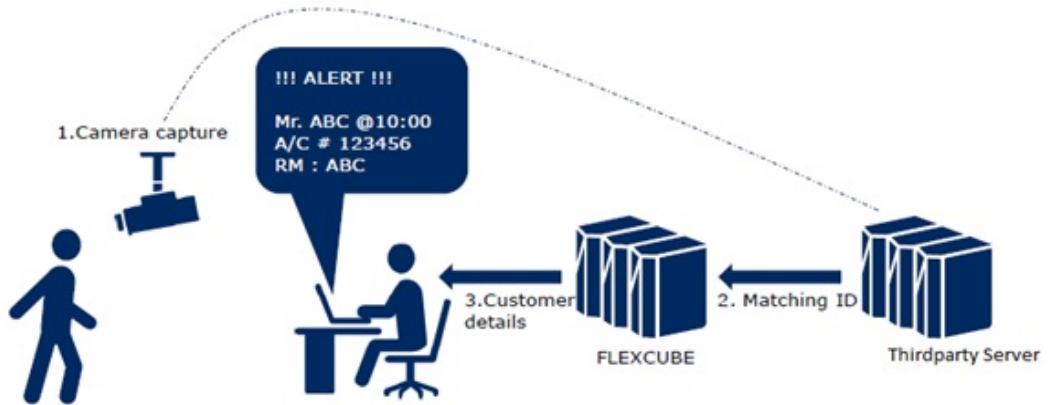 !!! ALERT !!!
Mr. ABC @10:00
A/C # 123456
RM : ABC
1.Camera capture
3.Customer
details
2. Matching ID
FLEXCUBE
Thirdparty Server